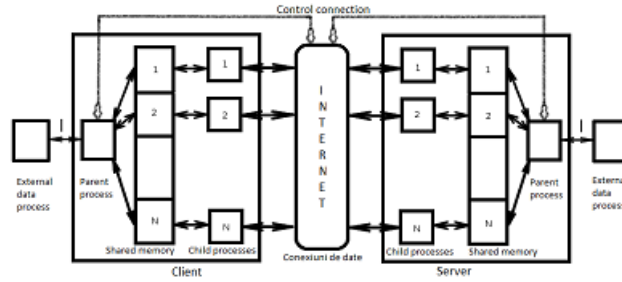 Control connection
1
1
1
1
2
2
2
2
I
I
INTERNET
External
data
process
Parent
process
Parent
process
External
data
process
N
N
N
N
Shared memory
Child processes
Conexiuni de date
Child processes
Shared memory
Client
Server